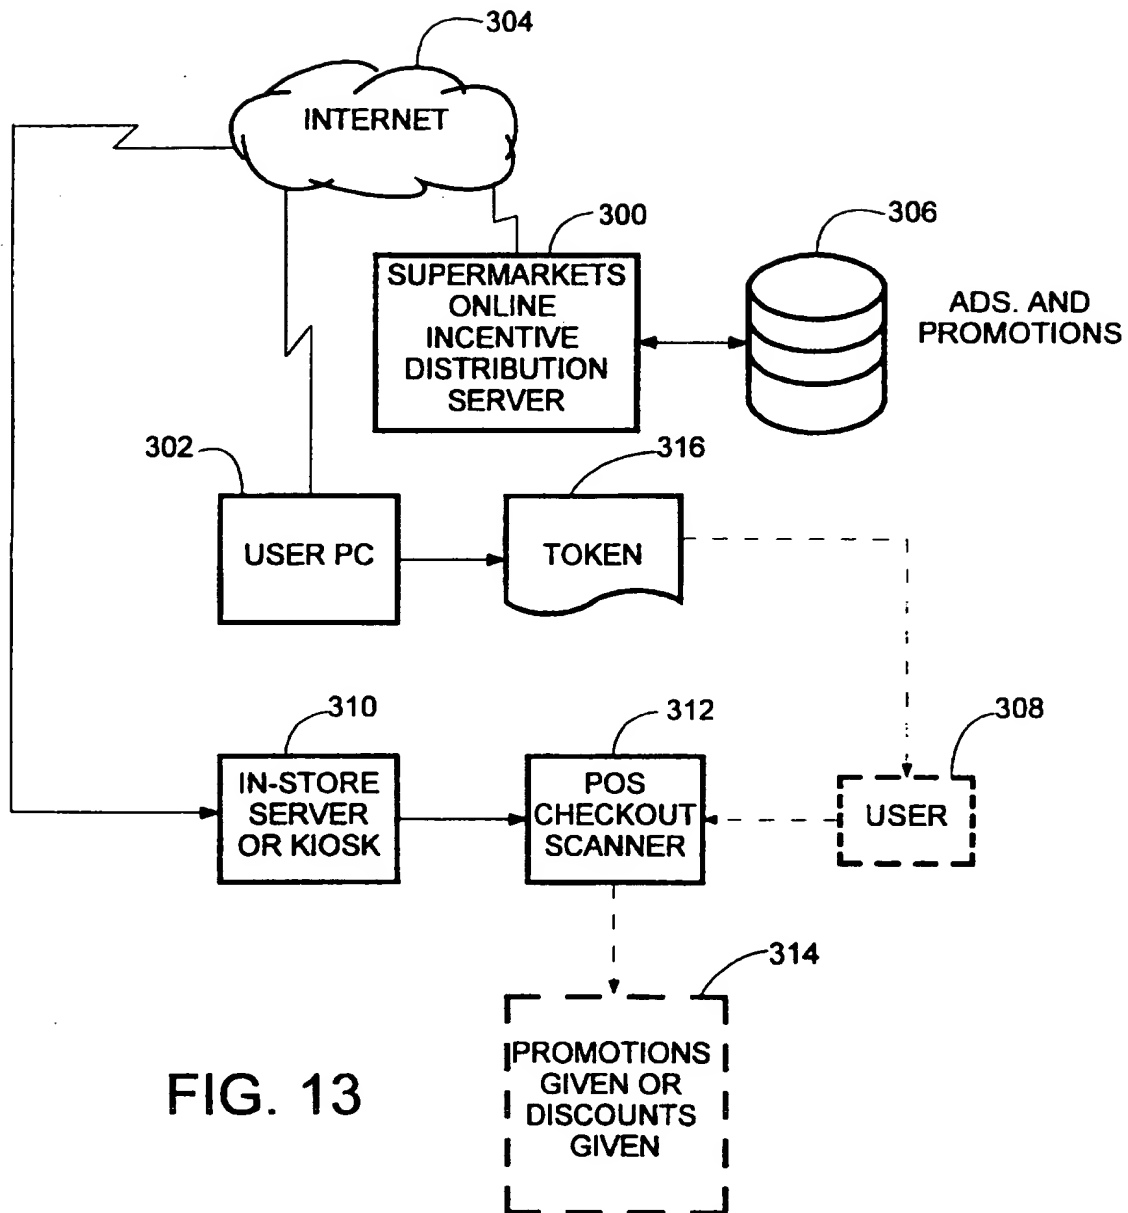 304
INTERNET
300
306
SUPERMARKETS
ONLINE
INCENTIVE
DISTRIBUTION
SERVER
ADS. AND
PROMOTIONS
302
316
USER PC
TOKEN
310
312
308
IN-STORE
SERVER
OR KIOSK
POS
CHECKOUT
SCANNER
USER
314
PROMOTIONS
GIVEN OR
DISCOUNTS
GIVEN
FIG. 13